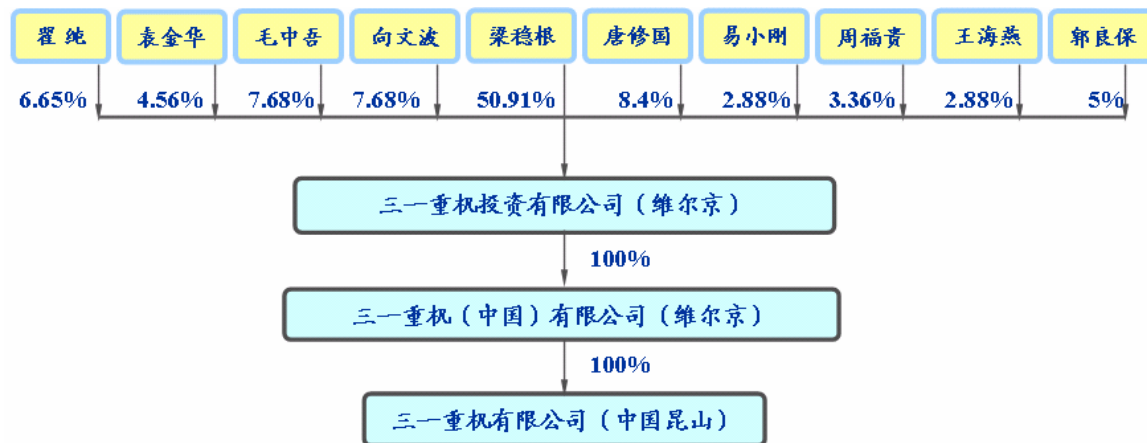 翟 纯 袁金华 毛中吾 向文波 梁稳根 唐修国 易小刚 周福贵 王海燕 郭良保
6.65% 4.56% 7.68% 7.68% 50.91% 8.4% 2.88% 3.36% 2.88% 5%
三一重机投资有限公司（维尔京）
100%
三一重机（中国）有限公司（维尔京）
100%
三一重机有限公司（中国昆山）